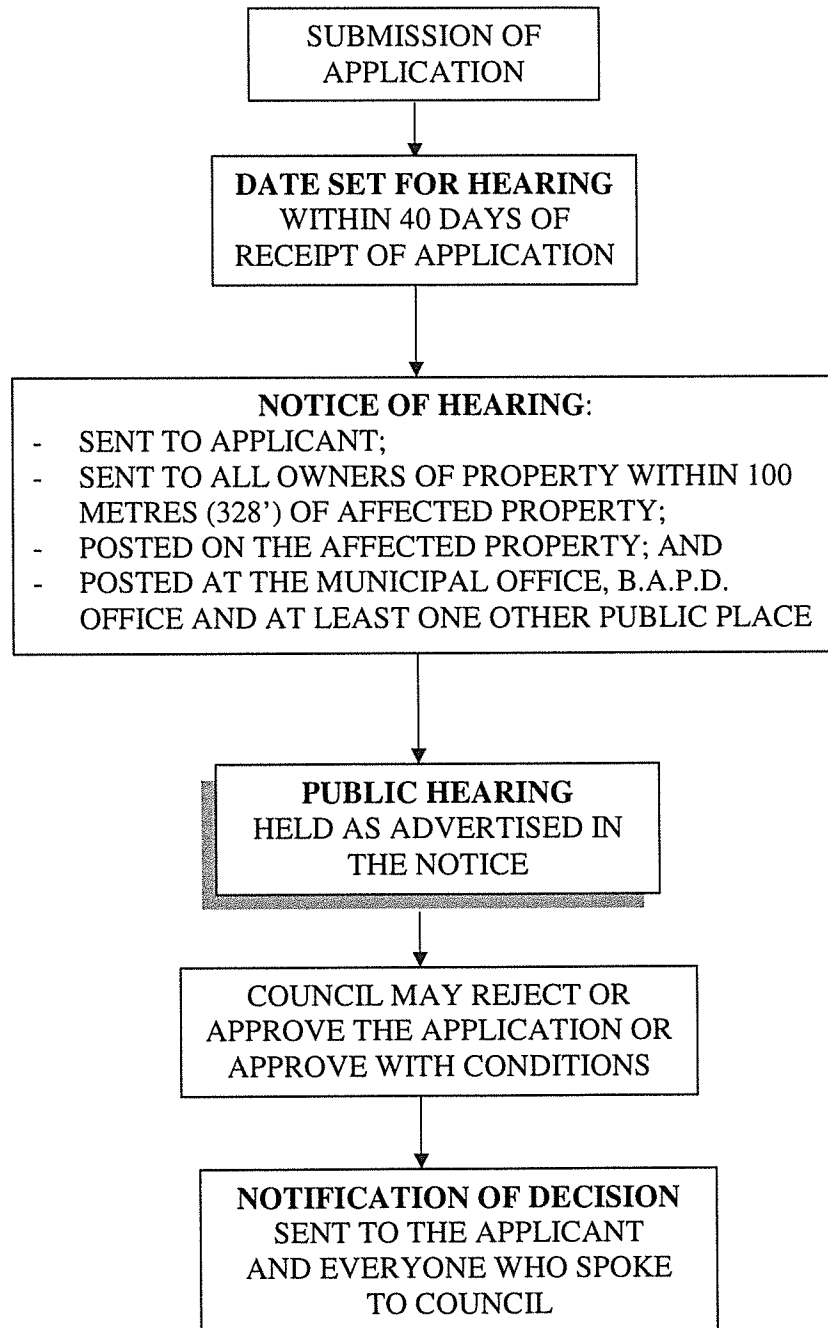 SUBMISSION OF
APPLICATION
DATE SET FOR HEARING
WITHIN 40 DAYS OF
RECEIPT OF APPLICATION
NOTICE OF HEARING:
- SENT TO APPLICANT;
- SENT TO ALL OWNERS OF PROPERTY WITHIN 100
METRES (328') OF AFFECTED PROPERTY;
- POSTED ON THE AFFECTED PROPERTY; AND
- POSTED AT THE MUNICIPAL OFFICE, B.A.P.D.
OFFICE AND AT LEAST ONE OTHER PUBLIC PLACE
PUBLIC HEARING
HELD AS ADVERTISED IN
THE NOTICE
COUNCIL MAY REJECT OR
APPROVE THE APPLICATION OR
APPROVE WITH CONDITIONS
NOTIFICATION OF DECISION
SENT TO THE APPLICANT
AND EVERYONE WHO SPOKE
TO COUNCIL